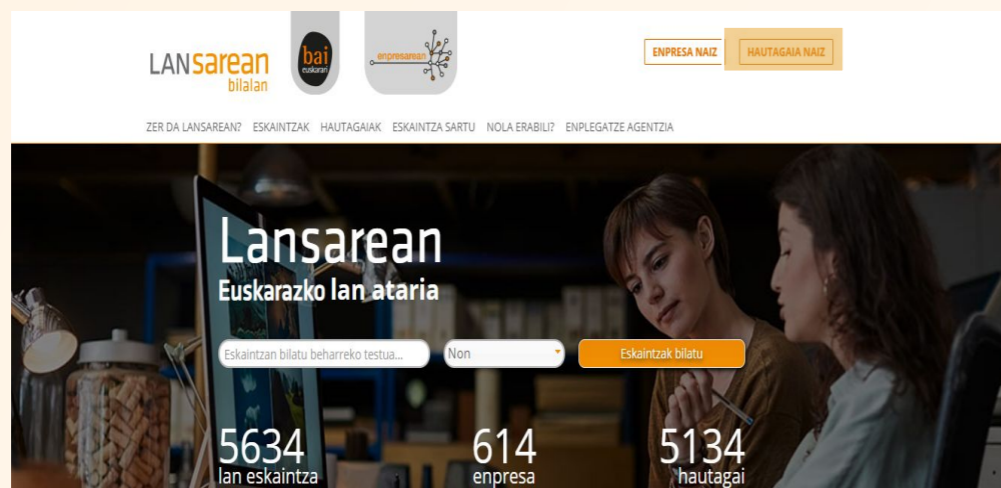 LANsarean
bilalan
bai
euskarari
enpresarean
ENPRESA NAIZ
HAUTAGAIA NAIZ
ZER DA LANSAREAN? ESKAINTZAK HAUTAGAIAK ESKAINTZA SARTU NOLA ERABILI? ENPLEGATZE AGENTZIA
Lansarean
Euskarazko lan ataria
Eskaintzan bilatu beharreko testua... Non Eskaintzak bilatu
5634 614 5134
lan eskaintza enpresa hautagai